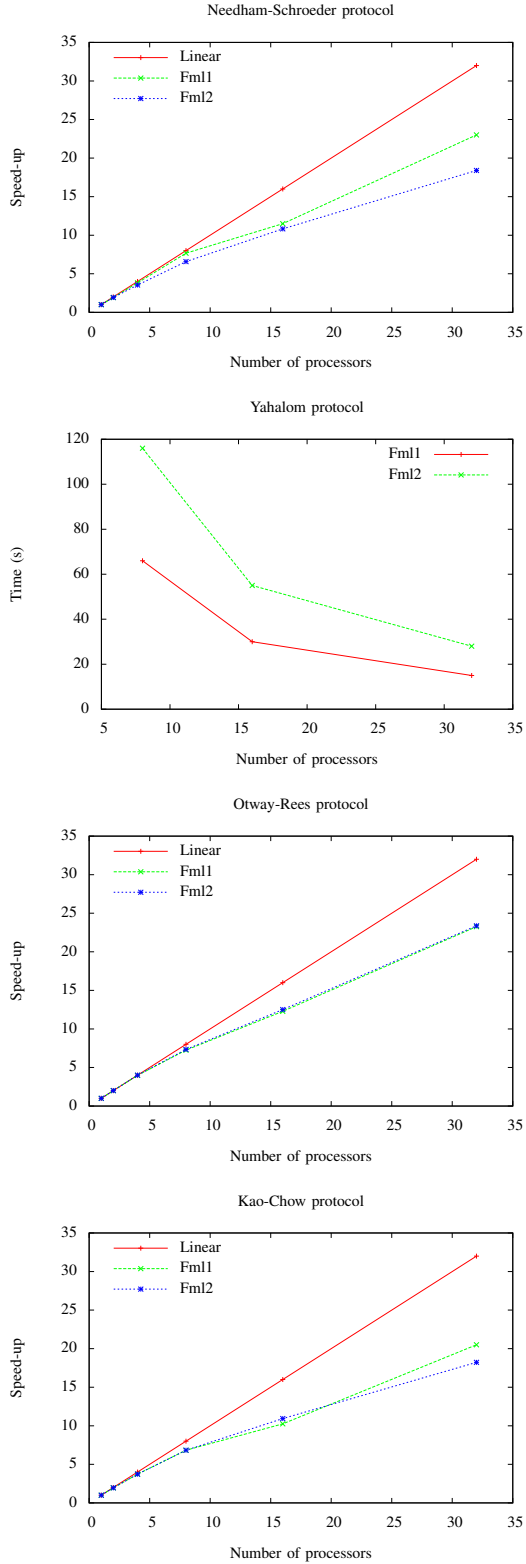 Needham-Schroeder protocol
35
30
25
20
15
10
5
0
Speed-up
Linear
Fml1
Fml2
0 5 10 15 20 25 30 35
Number of processors
Yahalom protocol
120
100
80
60
40
20
0
Time (s)
Fml1
Fml2
5 10 15 20 25 30 35
Number of processors
Otway-Rees protocol
35
30
25
20
15
10
5
0
Speed-up
Linear
Fml1
Fml2
0 5 10 15 20 25 30 35
Number of processors
Kao-Chow protocol
35
30
25
20
15
10
5
0
Speed-up
Linear
Fml1
Fml2
0 5 10 15 20 25 30 35
Number of processors